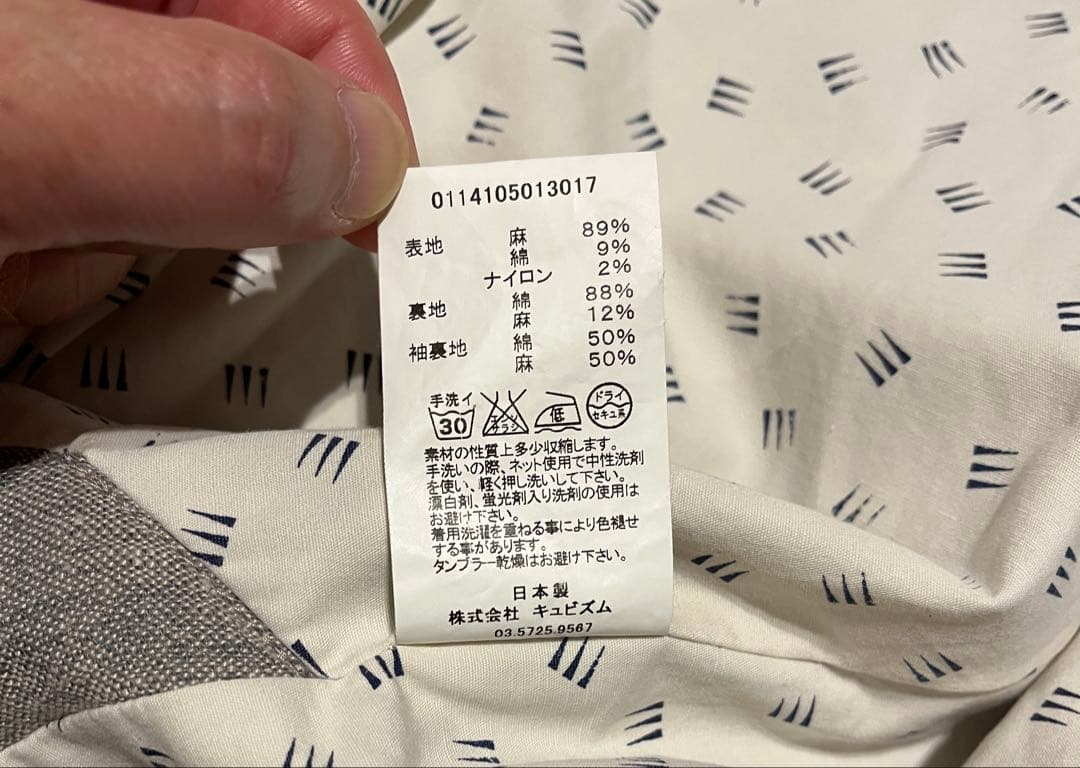 0114105013017
表地 麻 89%
綿 9%
ナイロン 2%
裏地 綿 88%
麻 12%
袖裏地 綿 50%
麻 50%
手洗イ
30 エンソサラシ 低 ドライ セキユ系
素材の性質上多少収縮します。
手洗いの際、ネット使用で中性洗剤
を使い、軽く押し洗いして下さい。
漂白剤、蛍光剤入り洗剤の使用は
お避け下さい。
着用洗濯を重ねる事により色褪せ
する事があります。
タンブラー乾燥はお避け下さい。
日本製
株式会社 キュビズム
03.5725.9567